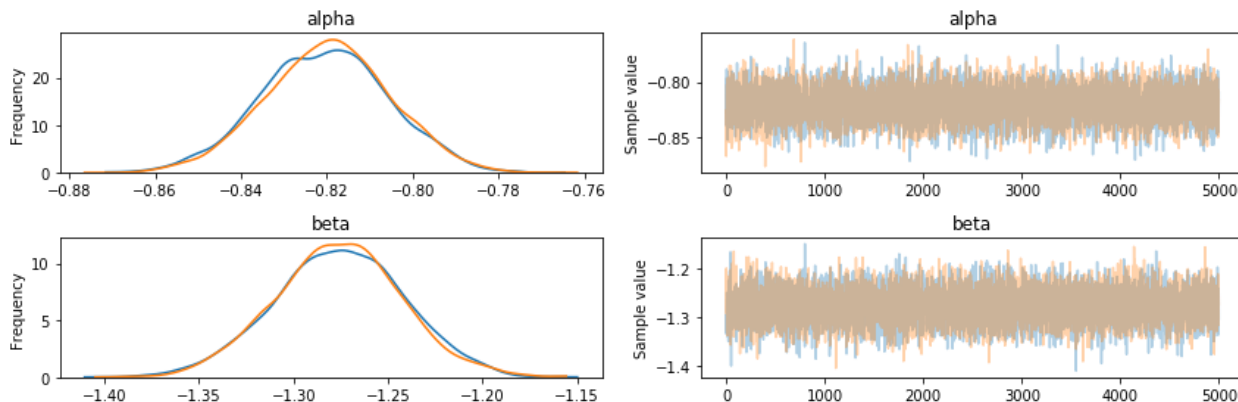 alpha
Frequency
20
10
0
−0.88 −0.86 −0.84 −0.82 −0.80 −0.78 −0.76
alpha
Sample value
−0.80
−0.85
0 1000 2000 3000 4000 5000
beta
Frequency
10
5
0
−1.40 −1.35 −1.30 −1.25 −1.20 −1.15
beta
Sample value
−1.2
−1.3
−1.4
0 1000 2000 3000 4000 5000